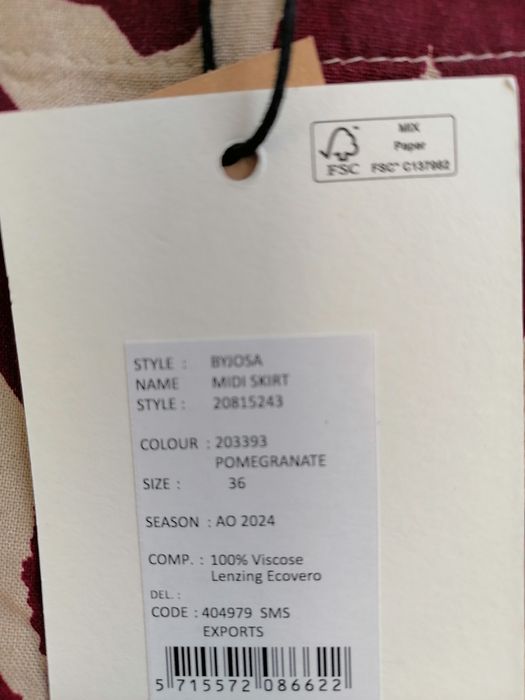 MIX
Paper
FSC FSC® C137982
STYLE : BYJOSA
NAME MIDI SKIRT
STYLE : 20815243
COLOUR : 203393
POMEGRANATE
SIZE : 36
SEASON : AO 2024
COMP. : 100% Viscose
Lenzing Ecovero
DEL. :
CODE : 404979 SMS
EXPORTS
5 715572 086622